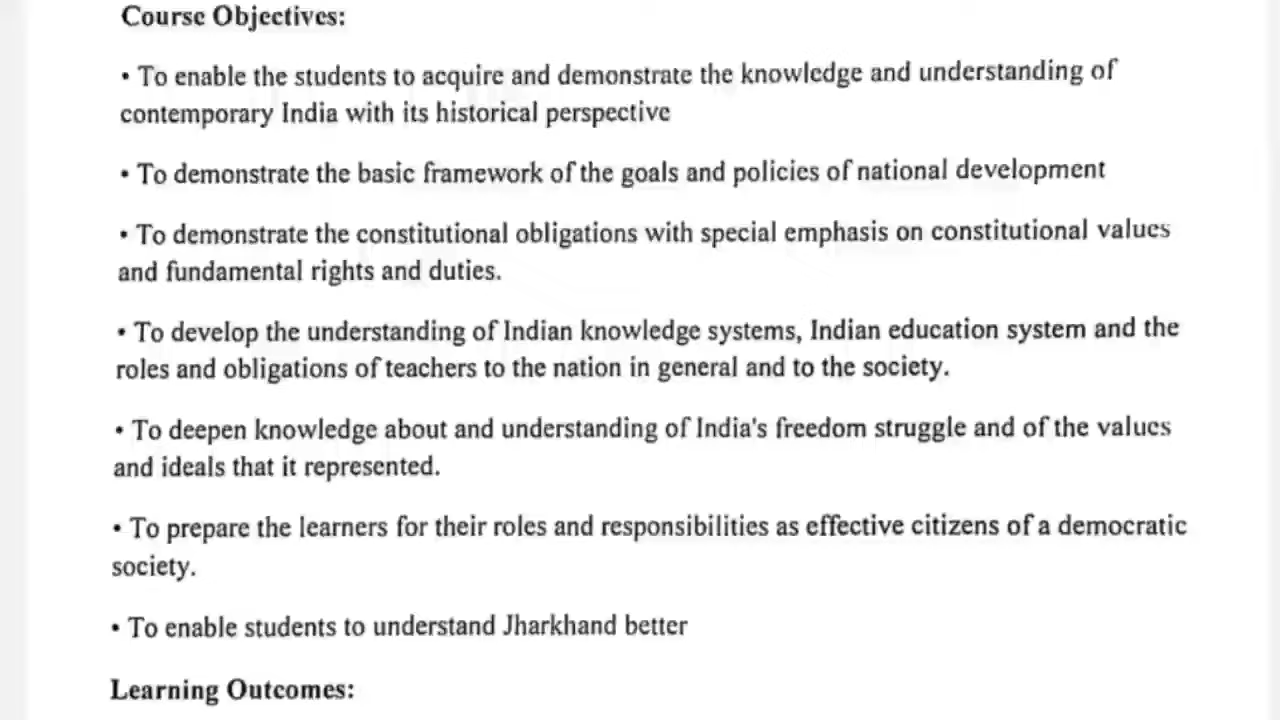 Course Objectives:
• To enable the students to acquire and demonstrate the knowledge and understanding of
contemporary India with its historical perspective
• To demonstrate the basic framework of the goals and policies of national development
• To demonstrate the constitutional obligations with special emphasis on constitutional values
and fundamental rights and duties.
• To develop the understanding of Indian knowledge systems, Indian education system and the
roles and obligations of teachers to the nation in general and to the society.
• To deepen knowledge about and understanding of India's freedom struggle and of the values
and ideals that it represented.
• To prepare the learners for their roles and responsibilities as effective citizens of a democratic
society.
• To enable students to understand Jharkhand better
Learning Outcomes: